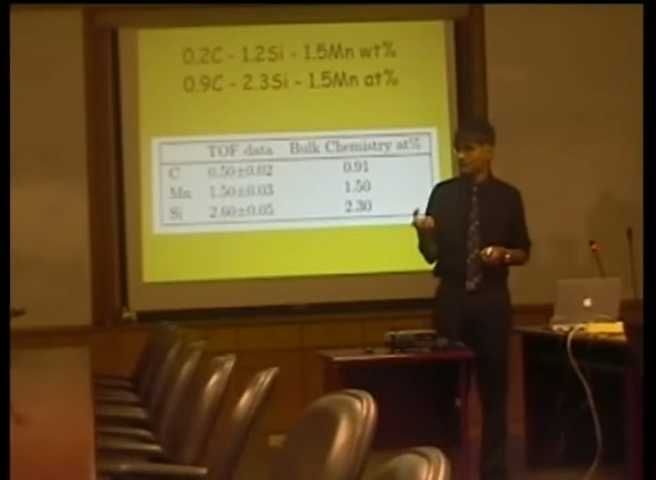 0.2C - 1.2Si - 1.5Mn wt%
0.9C - 2.3Si - 1.5Mn at%
TOF data Bulk Chemistry at%
C 0.50±0.02 0.91
Mn 1.50±0.03 1.50
Si 2.60±0.05 2.30